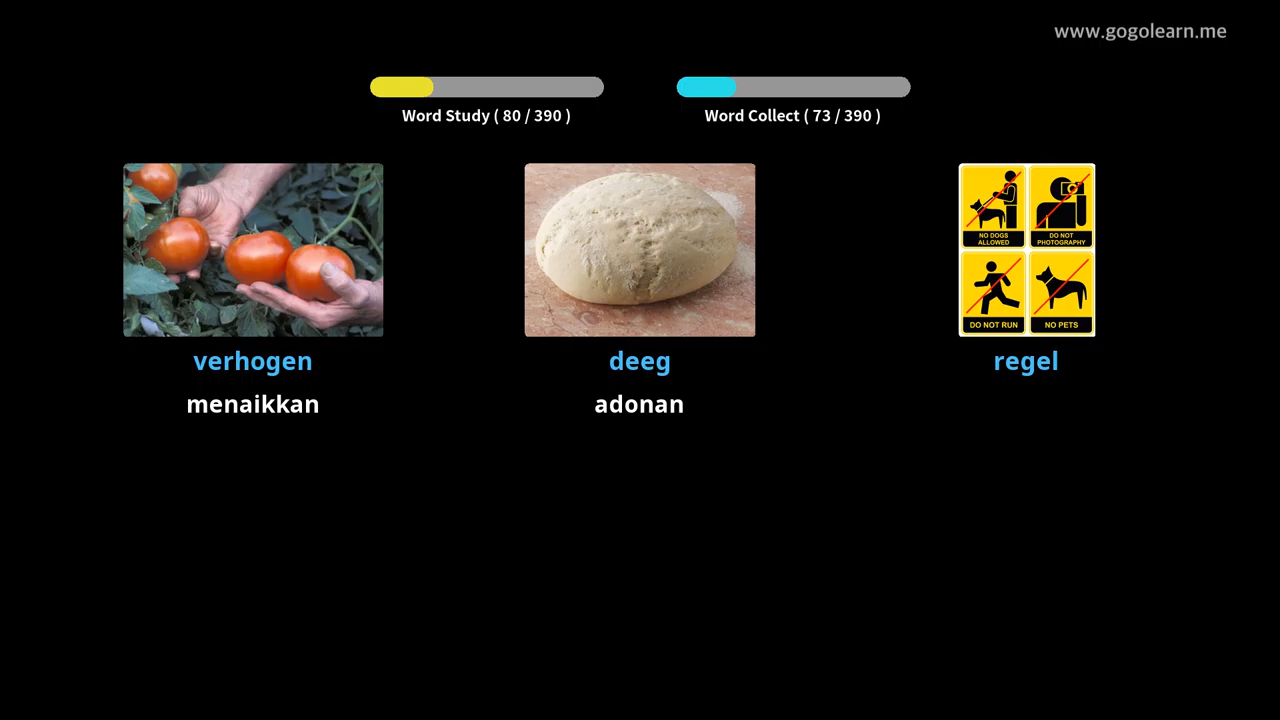 www.gogolearn.me
Word Study ( 80 / 390 )
Word Collect ( 73 / 390 )
NO DOGS
ALLOWED
DO NOT
PHOTOGRAPHY
DO NOT RUN
NO PETS
verhogen
deeg
regel
menaikkan
adonan